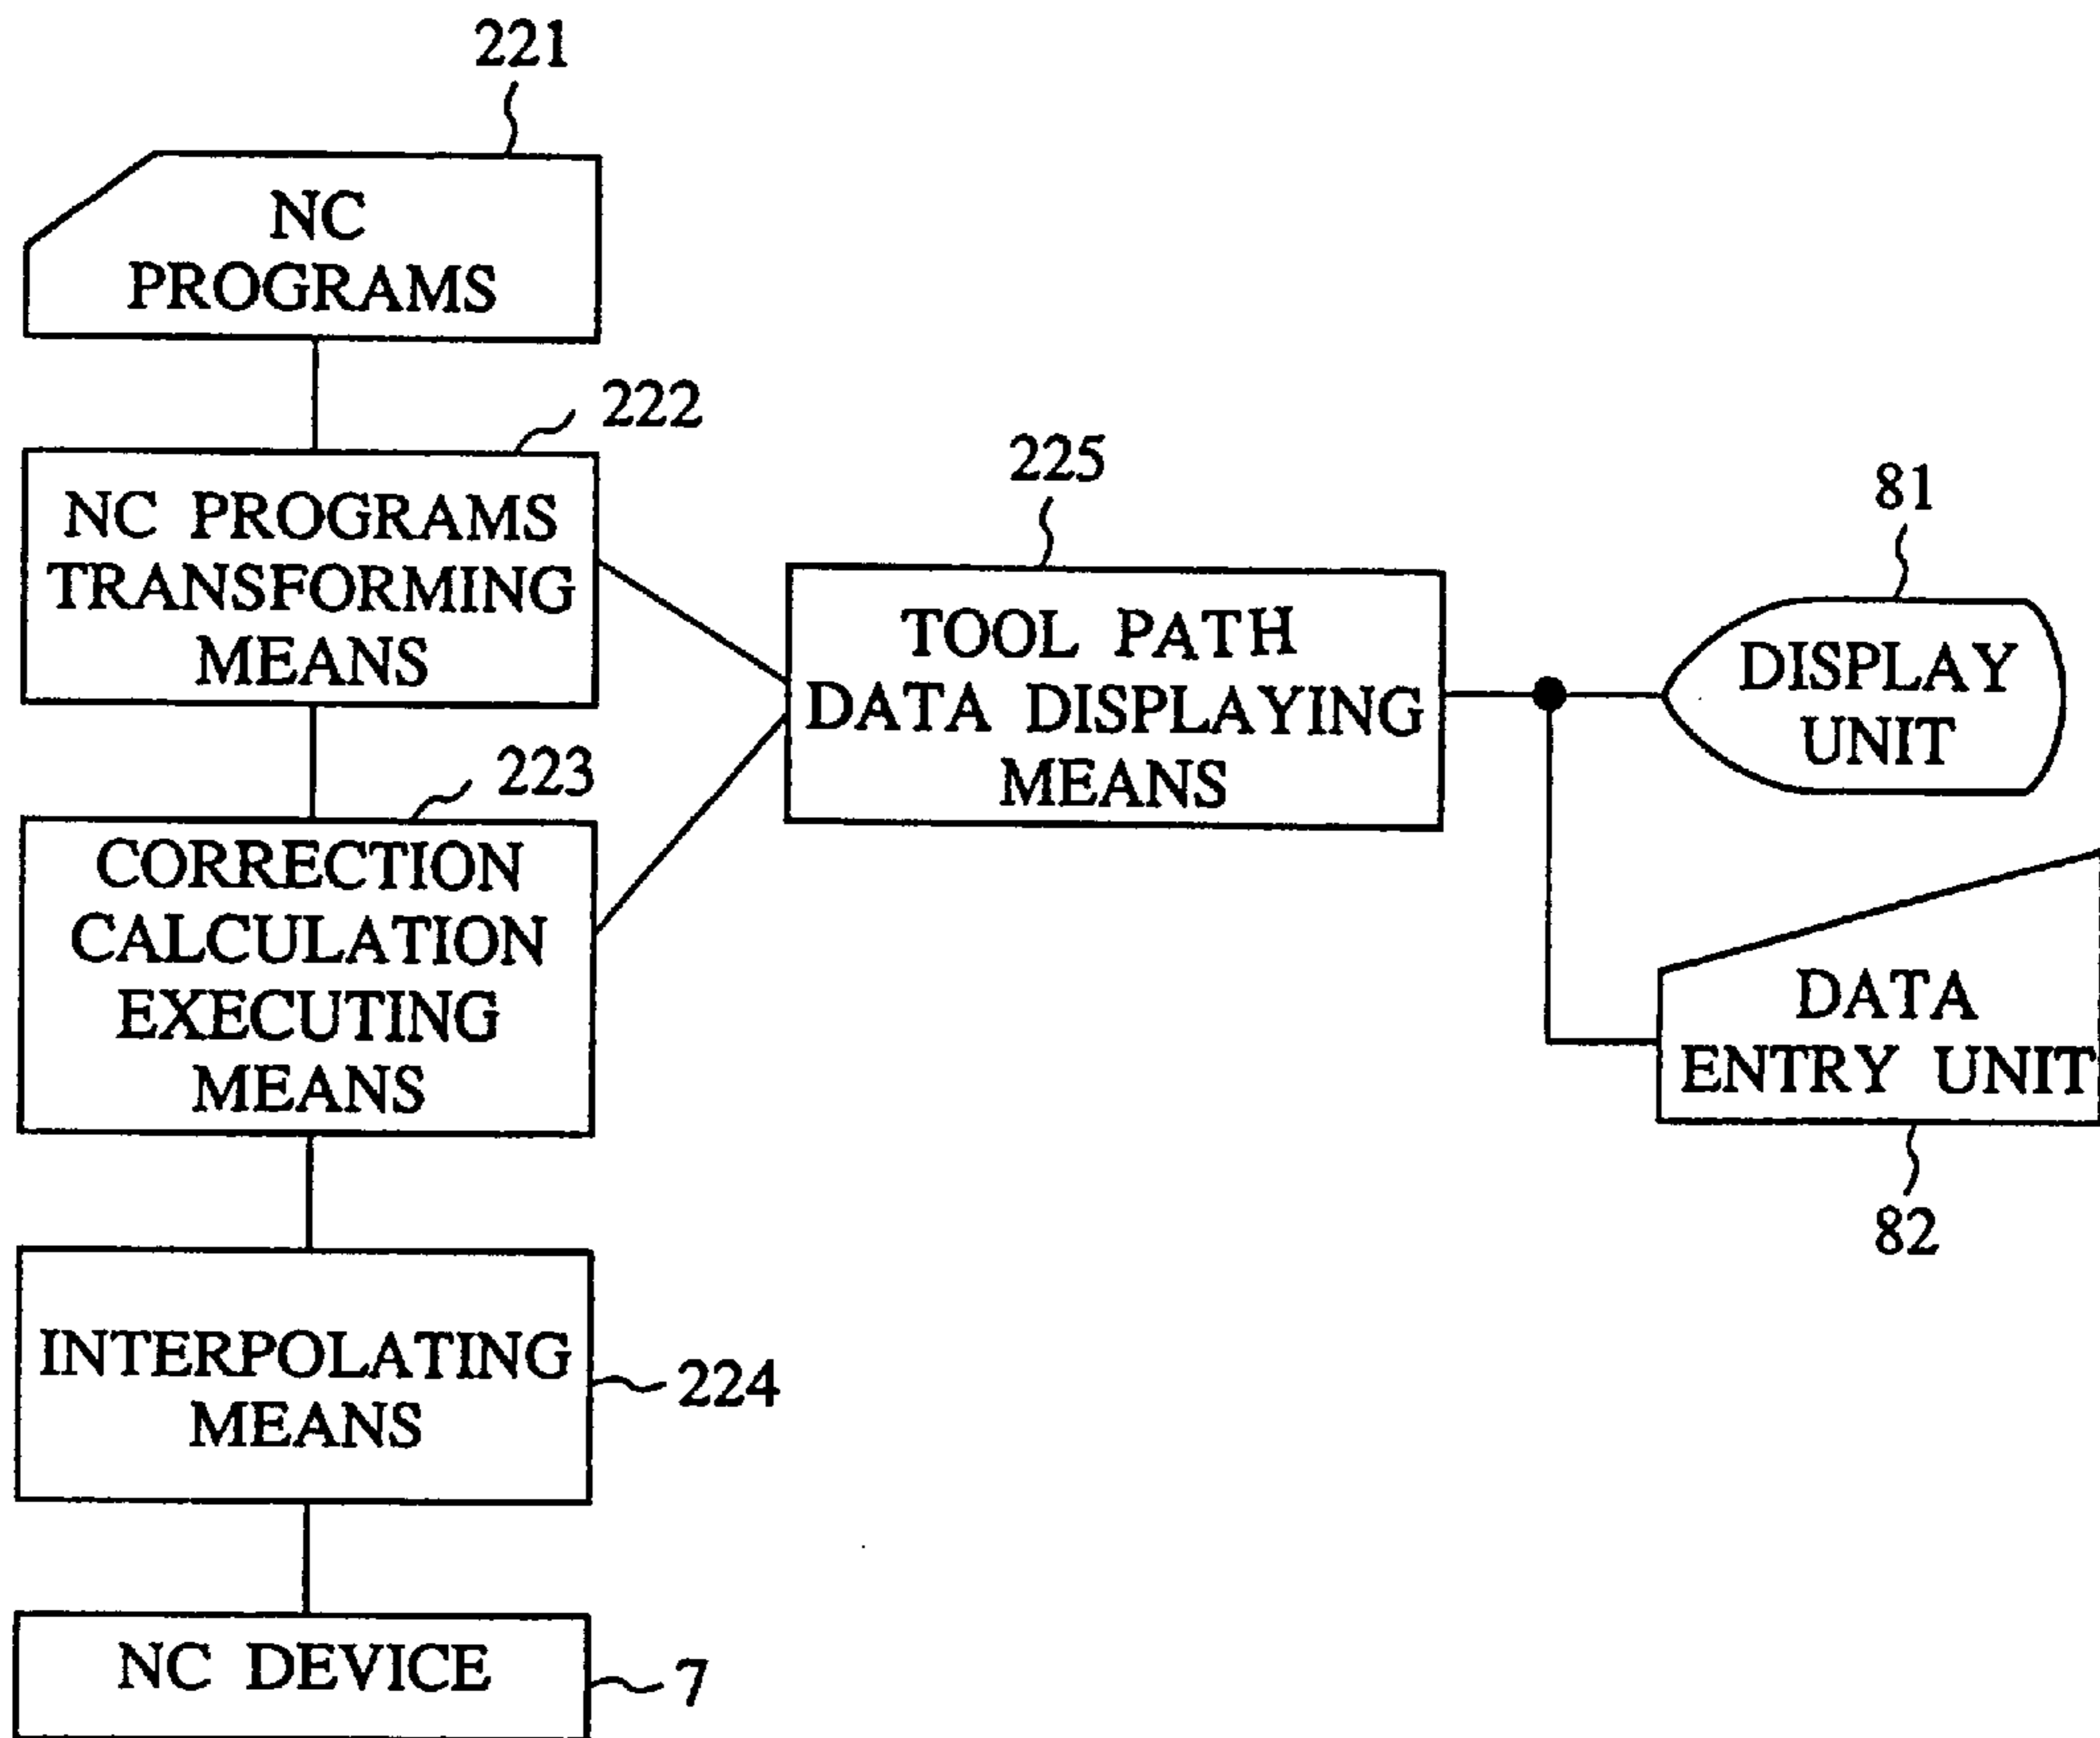 221
NC
PROGRAMS
222
NC PROGRAMS
TRANSFORMING
MEANS
223
CORRECTION
CALCULATION
EXECUTING
MEANS
INTERPOLATING
MEANS
224
NC DEVICE
7
225
TOOL PATH
DATA DISPLAYING
MEANS
81
DISPLAY
UNIT
DATA
ENTRY UNIT
82